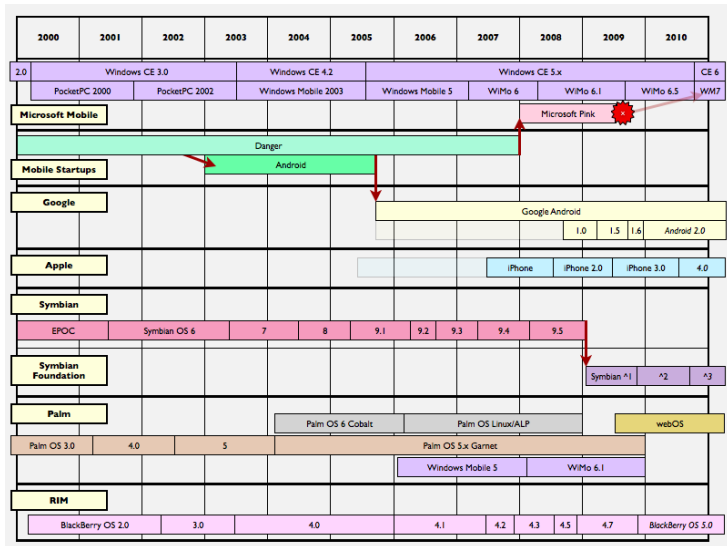 2000 2001 2002 2003 2004 2005 2006 2007 2008 2009 2010
2.0 Windows CE 3.0 Windows CE 4.2 Windows CE 5.x CE 6
PocketPC 2000 PocketPC 2002 Windows Mobile 2003 Windows Mobile 5 WiMo 6 WiMo 6.1 WiMo 6.5 WM7
Microsoft Mobile Microsoft Pink x
Danger
Mobile Startups Android
Google Google Android
1.0 1.5 1.6 Android 2.0
Apple iPhone iPhone 2.0 iPhone 3.0 4.0
Symbian
EPOC Symbian OS 6 7 8 9.1 9.2 9.3 9.4 9.5
Symbian
Foundation Symbian ^1 ^2 ^3
Palm Palm OS 6 Cobalt Palm OS Linux/ALP webOS
Palm OS 3.0 4.0 5 Palm OS 5.x Garnet
Windows Mobile 5 WiMo 6.1
RIM
BlackBerry OS 2.0 3.0 4.0 4.1 4.2 4.3 4.5 4.7 BlackBerry OS 5.0